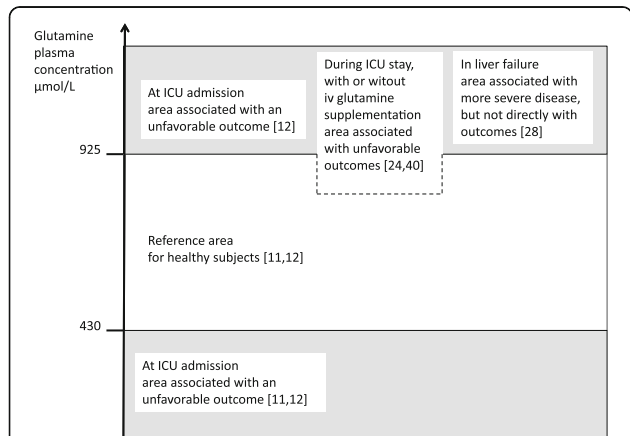 Glutamine
plasma
concentration
μmol/L
At ICU admission
area associated with an
unfavorable outcome [12]
During ICU stay,
with or witout
iv glutamine
supplementation
area associated
with unfavorable
outcomes [24,40]
In liver failure
area associated with
more severe disease,
but not directly with
outcomes [28]
925
Reference area
for healthy subjects [11,12]
430
At ICU admission
area associated with an
unfavorable outcome [11,12]